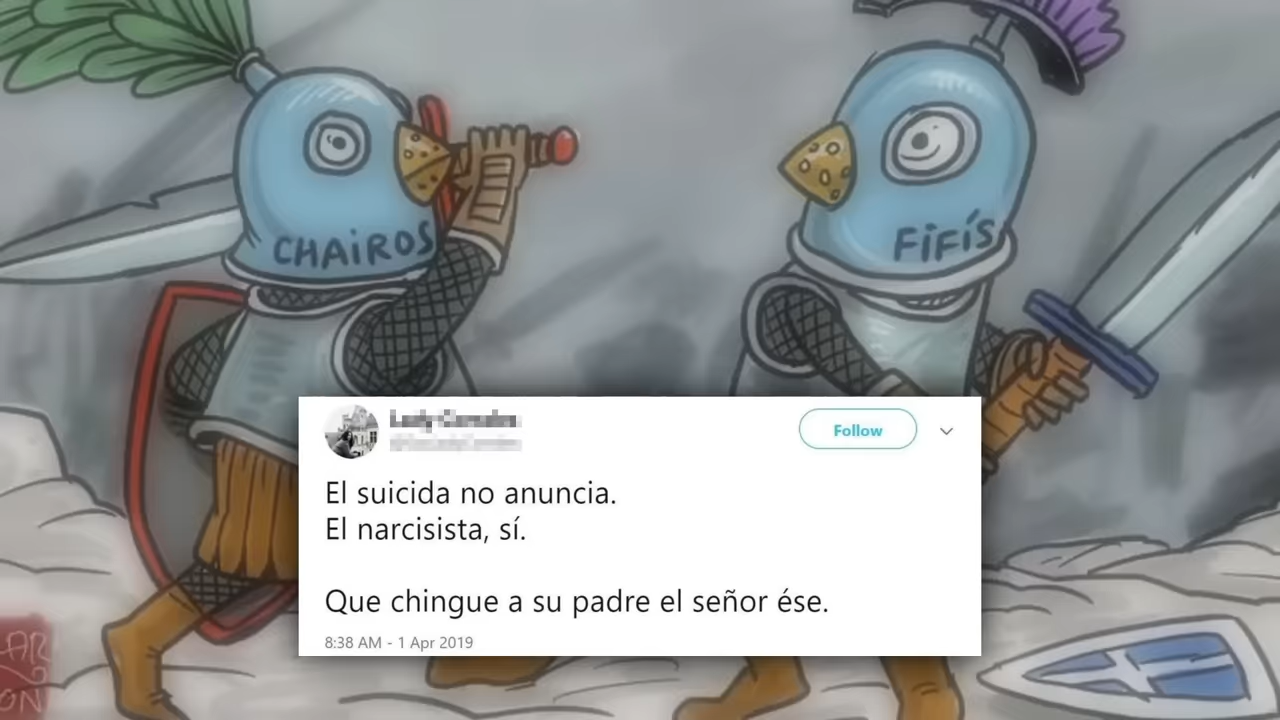 CHAIROS
FIFÍS
Follow
El suicida no anuncia.
El narcisista, sí.
Que chingue a su padre el señor ése.
8:38 AM - 1 Apr 2019